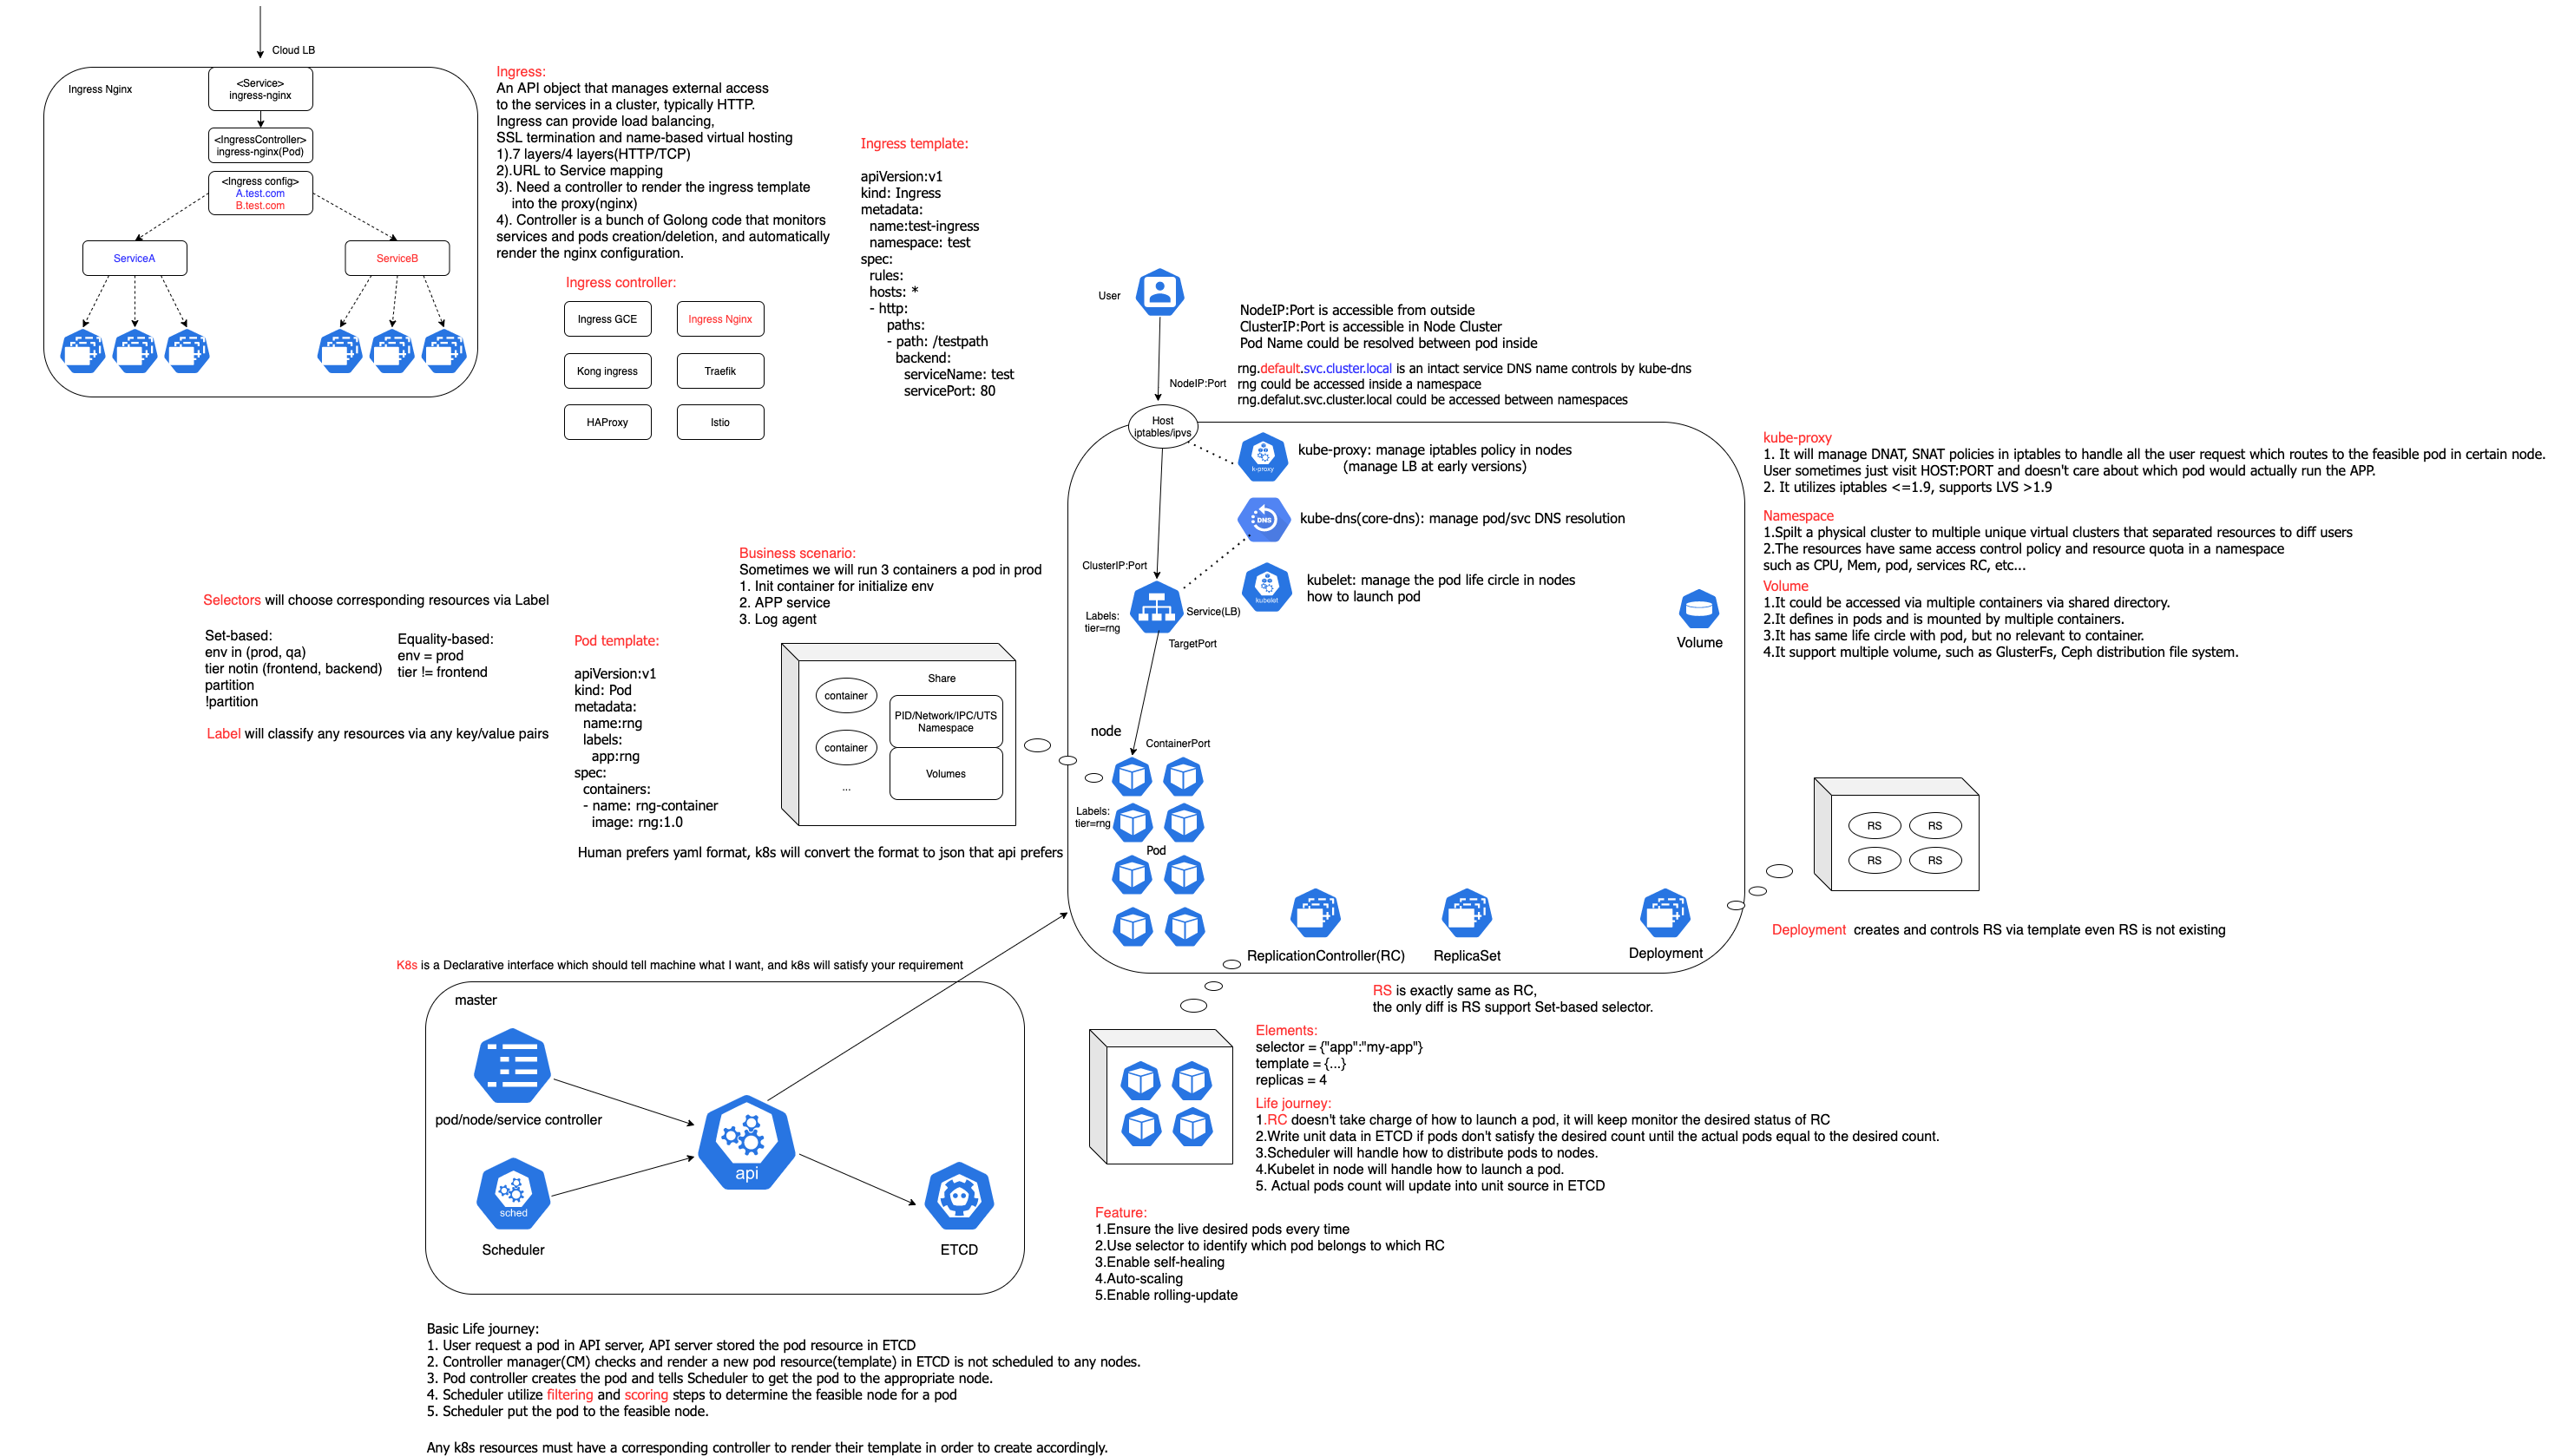 Cloud LB
Ingress Nginx
<Service>
ingress-nginx
<IngressController>
ingress-nginx(Pod)
<Ingress config>
A.test.com
B.test.com
ServiceA
ServiceB
Ingress:
An API object that manages external access
to the services in a cluster, typically HTTP.
Ingress can provide load balancing,
SSL termination and name-based virtual hosting
1).7 layers/4 layers(HTTP/TCP)
2).URL to Service mapping
3). Need a controller to render the ingress template
into the proxy(nginx)
4). Controller is a bunch of Golong code that monitors
services and pods creation/deletion, and automatically
render the nginx configuration.
Ingress controller:
Ingress GCE
Ingress Nginx
Kong ingress
Traefik
HAProxy
Istio
Ingress template:
apiVersion:v1
kind: Ingress
metadata:
name:test-ingress
namespace: test
spec:
rules:
hosts: *
- http:
paths:
- path: /testpath
backend:
serviceName: test
servicePort: 80
User
NodeIP:Port is accessible from outside
ClusterIP:Port is accessible in Node Cluster
Pod Name could be resolved between pod inside
rng.default.svc.cluster.local is an intact service DNS name controls by kube-dns
rng could be accessed inside a namespace
rng.defalut.svc.cluster.local could be accessed between namespaces
NodeIP:Port
Host
iptables/ipvs
k-proxy
kube-proxy: manage iptables policy in nodes
(manage LB at early versions)
DNS
kube-dns(core-dns): manage pod/svc DNS resolution
kubelet
kubelet: manage the pod life circle in nodes
how to launch pod
ClusterIP:Port
Labels:
tier=rng
Service(LB)
TargetPort
Volume
node
ContainerPort
Labels:
tier=rng
Pod
ReplicationController(RC)
ReplicaSet
Deployment
kube-proxy
1. It will manage DNAT, SNAT policies in iptables to handle all the user request which routes to the feasible pod in certain node.
User sometimes just visit HOST:PORT and doesn't care about which pod would actually run the APP.
2. It utilizes iptables <=1.9, supports LVS >1.9
Namespace
1.Spilt a physical cluster to multiple unique virtual clusters that separated resources to diff users
2.The resources have same access control policy and resource quota in a namespace
such as CPU, Mem, pod, services RC, etc...
Volume
1.It could be accessed via multiple containers via shared directory.
2.It defines in pods and is mounted by multiple containers.
3.It has same life circle with pod, but no relevant to container.
4.It support multiple volume, such as GlusterFs, Ceph distribution file system.
RS
RS
RS
RS
Deployment creates and controls RS via template even RS is not existing
Business scenario:
Sometimes we will run 3 containers a pod in prod
1. Init container for initialize env
2. APP service
3. Log agent
container
container
...
Share
PID/Network/IPC/UTS
Namespace
Volumes
Selectors will choose corresponding resources via Label
Set-based:
env in (prod, qa)
tier notin (frontend, backend)
partition
!partition
Equality-based:
env = prod
tier != frontend
Label will classify any resources via any key/value pairs
Pod template:
apiVersion:v1
kind: Pod
metadata:
name:rng
labels:
app:rng
spec:
containers:
- name: rng-container
image: rng:1.0
Human prefers yaml format, k8s will convert the format to json that api prefers
K8s is a Declarative interface which should tell machine what I want, and k8s will satisfy your requirement
master
pod/node/service controller
sched
Scheduler
api
ETCD
RS is exactly same as RC,
the only diff is RS support Set-based selector.
Elements:
selector = {"app":"my-app"}
template = {...}
replicas = 4
Life journey:
1.RC doesn't take charge of how to launch a pod, it will keep monitor the desired status of RC
2.Write unit data in ETCD if pods don't satisfy the desired count until the actual pods equal to the desired count.
3.Scheduler will handle how to distribute pods to nodes.
4.Kubelet in node will handle how to launch a pod.
5. Actual pods count will update into unit source in ETCD
Feature:
1.Ensure the live desired pods every time
2.Use selector to identify which pod belongs to which RC
3.Enable self-healing
4.Auto-scaling
5.Enable rolling-update
Basic Life journey:
1. User request a pod in API server, API server stored the pod resource in ETCD
2. Controller manager(CM) checks and render a new pod resource(template) in ETCD is not scheduled to any nodes.
3. Pod controller creates the pod and tells Scheduler to get the pod to the appropriate node.
4. Scheduler utilize filtering and scoring steps to determine the feasible node for a pod
5. Scheduler put the pod to the feasible node.
Any k8s resources must have a corresponding controller to render their template in order to create accordingly.